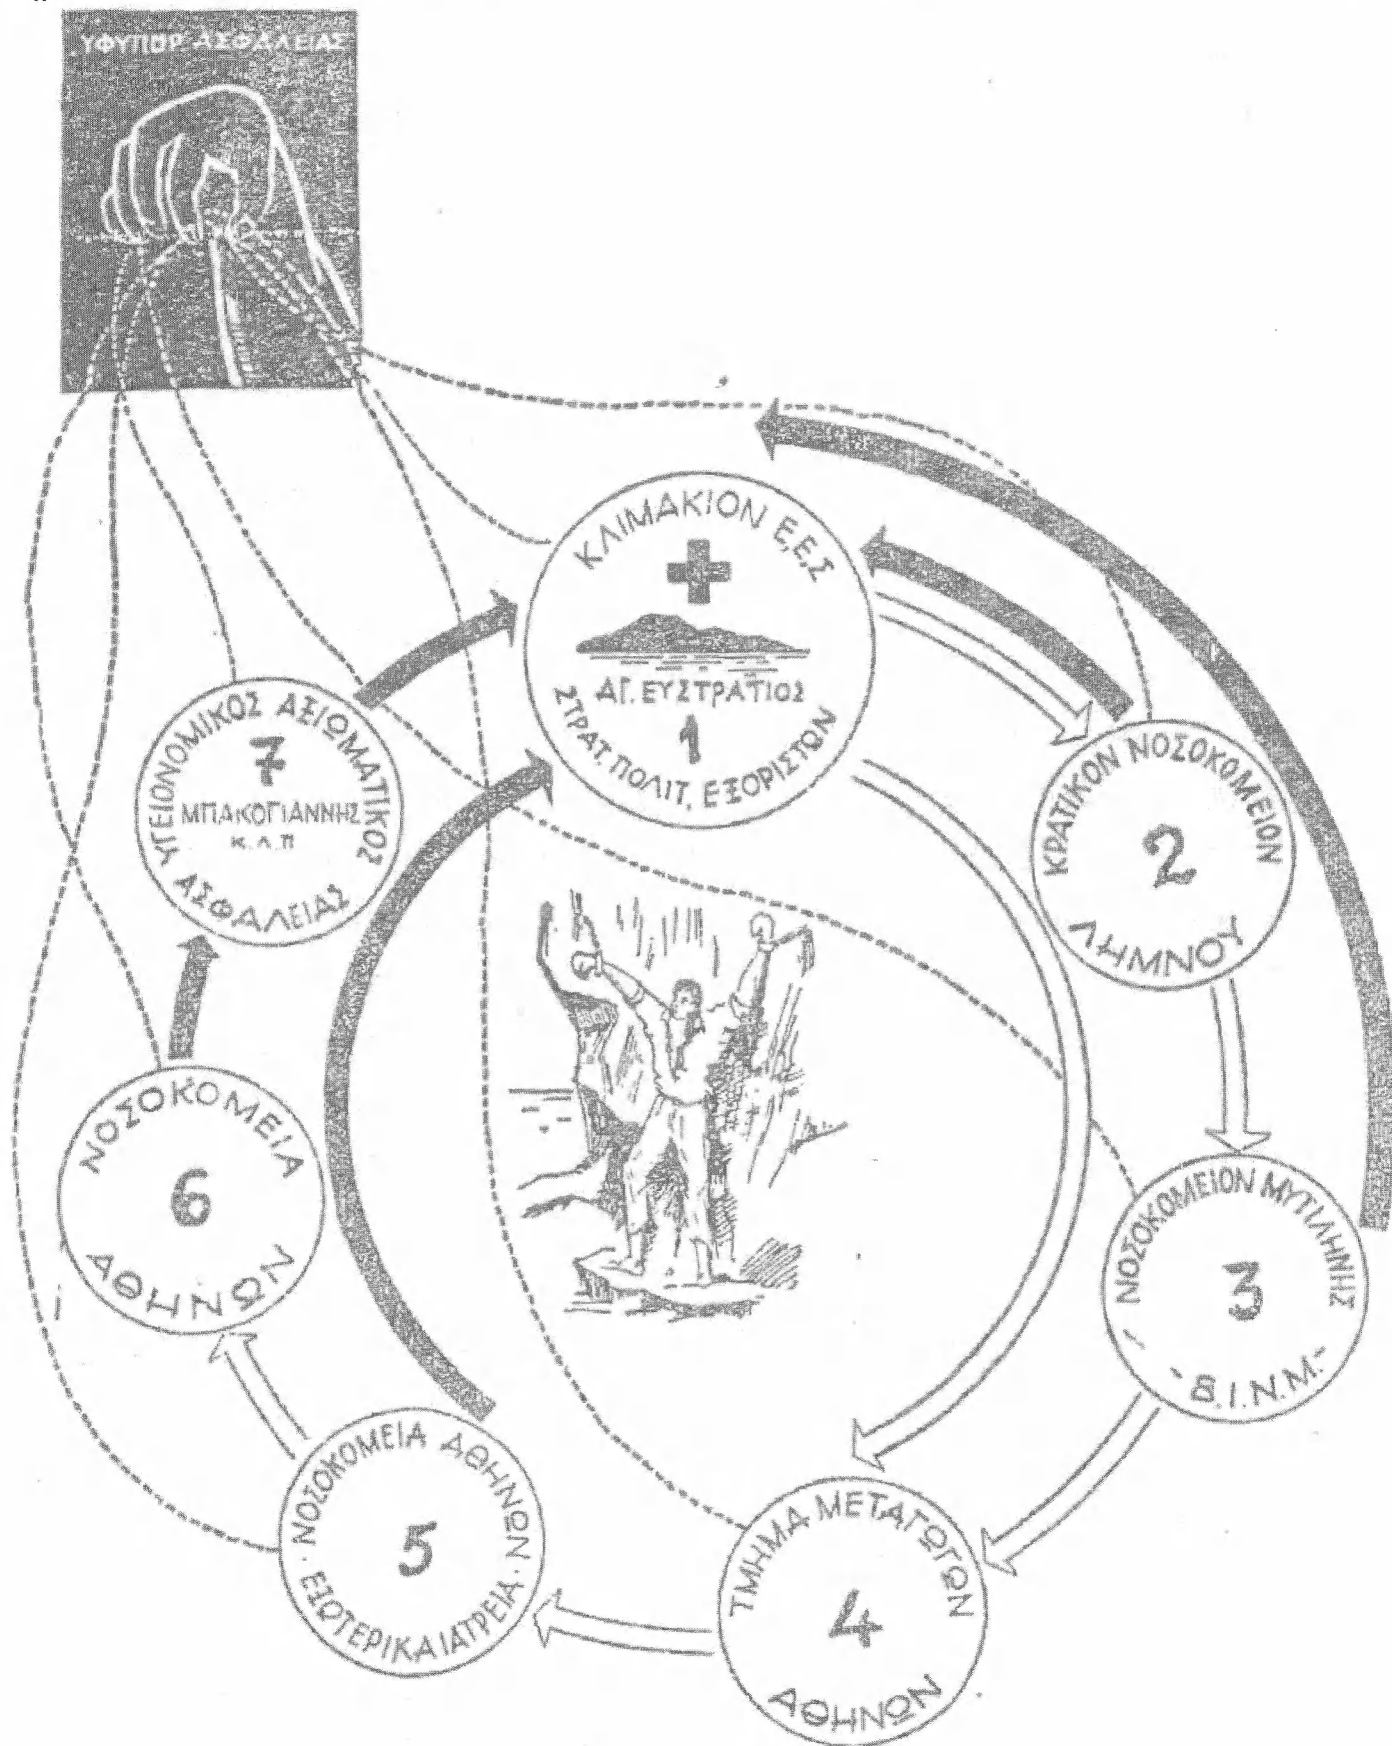 ΥΦΥΠΟΡ. ΑΣΦΑΛΕΙΑΣ
ΚΛΙΜΑΚΙΟΝ Ε.Ε.Σ
ΑΓ. ΕΥΣΤΡΑΤΙΟΣ
1
ΣΤΡΑΤ. ΠΟΛΙΤ. ΕΞΟΡΙΣΤΩΝ
ΚΡΑΤΙΚΟΝ ΝΟΣΟΚΟΜΕΙΟΝ
2
ΛΗΜΝΟΥ
ΝΟΣΟΚΟΜΕΙΟΝ ΜΥΤΙΛΗΝΗΣ
3
- Β.Ι.Ν.Μ. -
ΤΜΗΜΑ ΜΕΤΑΓΩΓΩΝ
4
ΑΘΗΝΩΝ
ΝΟΣΟΚΟΜΕΙΑ ΑΘΗΝΩΝ
5
· ΕΞΩΤΕΡΙΚΑ ΙΑΤΡΕΙΑ ·
ΝΟΣΟΚΟΜΕΙΑ
6
ΑΘΗΝΩΝ
ΥΓΕΙΟΝΟΜΙΚΟΣ ΑΞΙΩΜΑΤΙΚΟΣ
7
ΜΠΑΚΟΓΙΑΝΝΗΣ
Κ.Λ.Π
ΑΣΦΑΛΕΙΑΣ